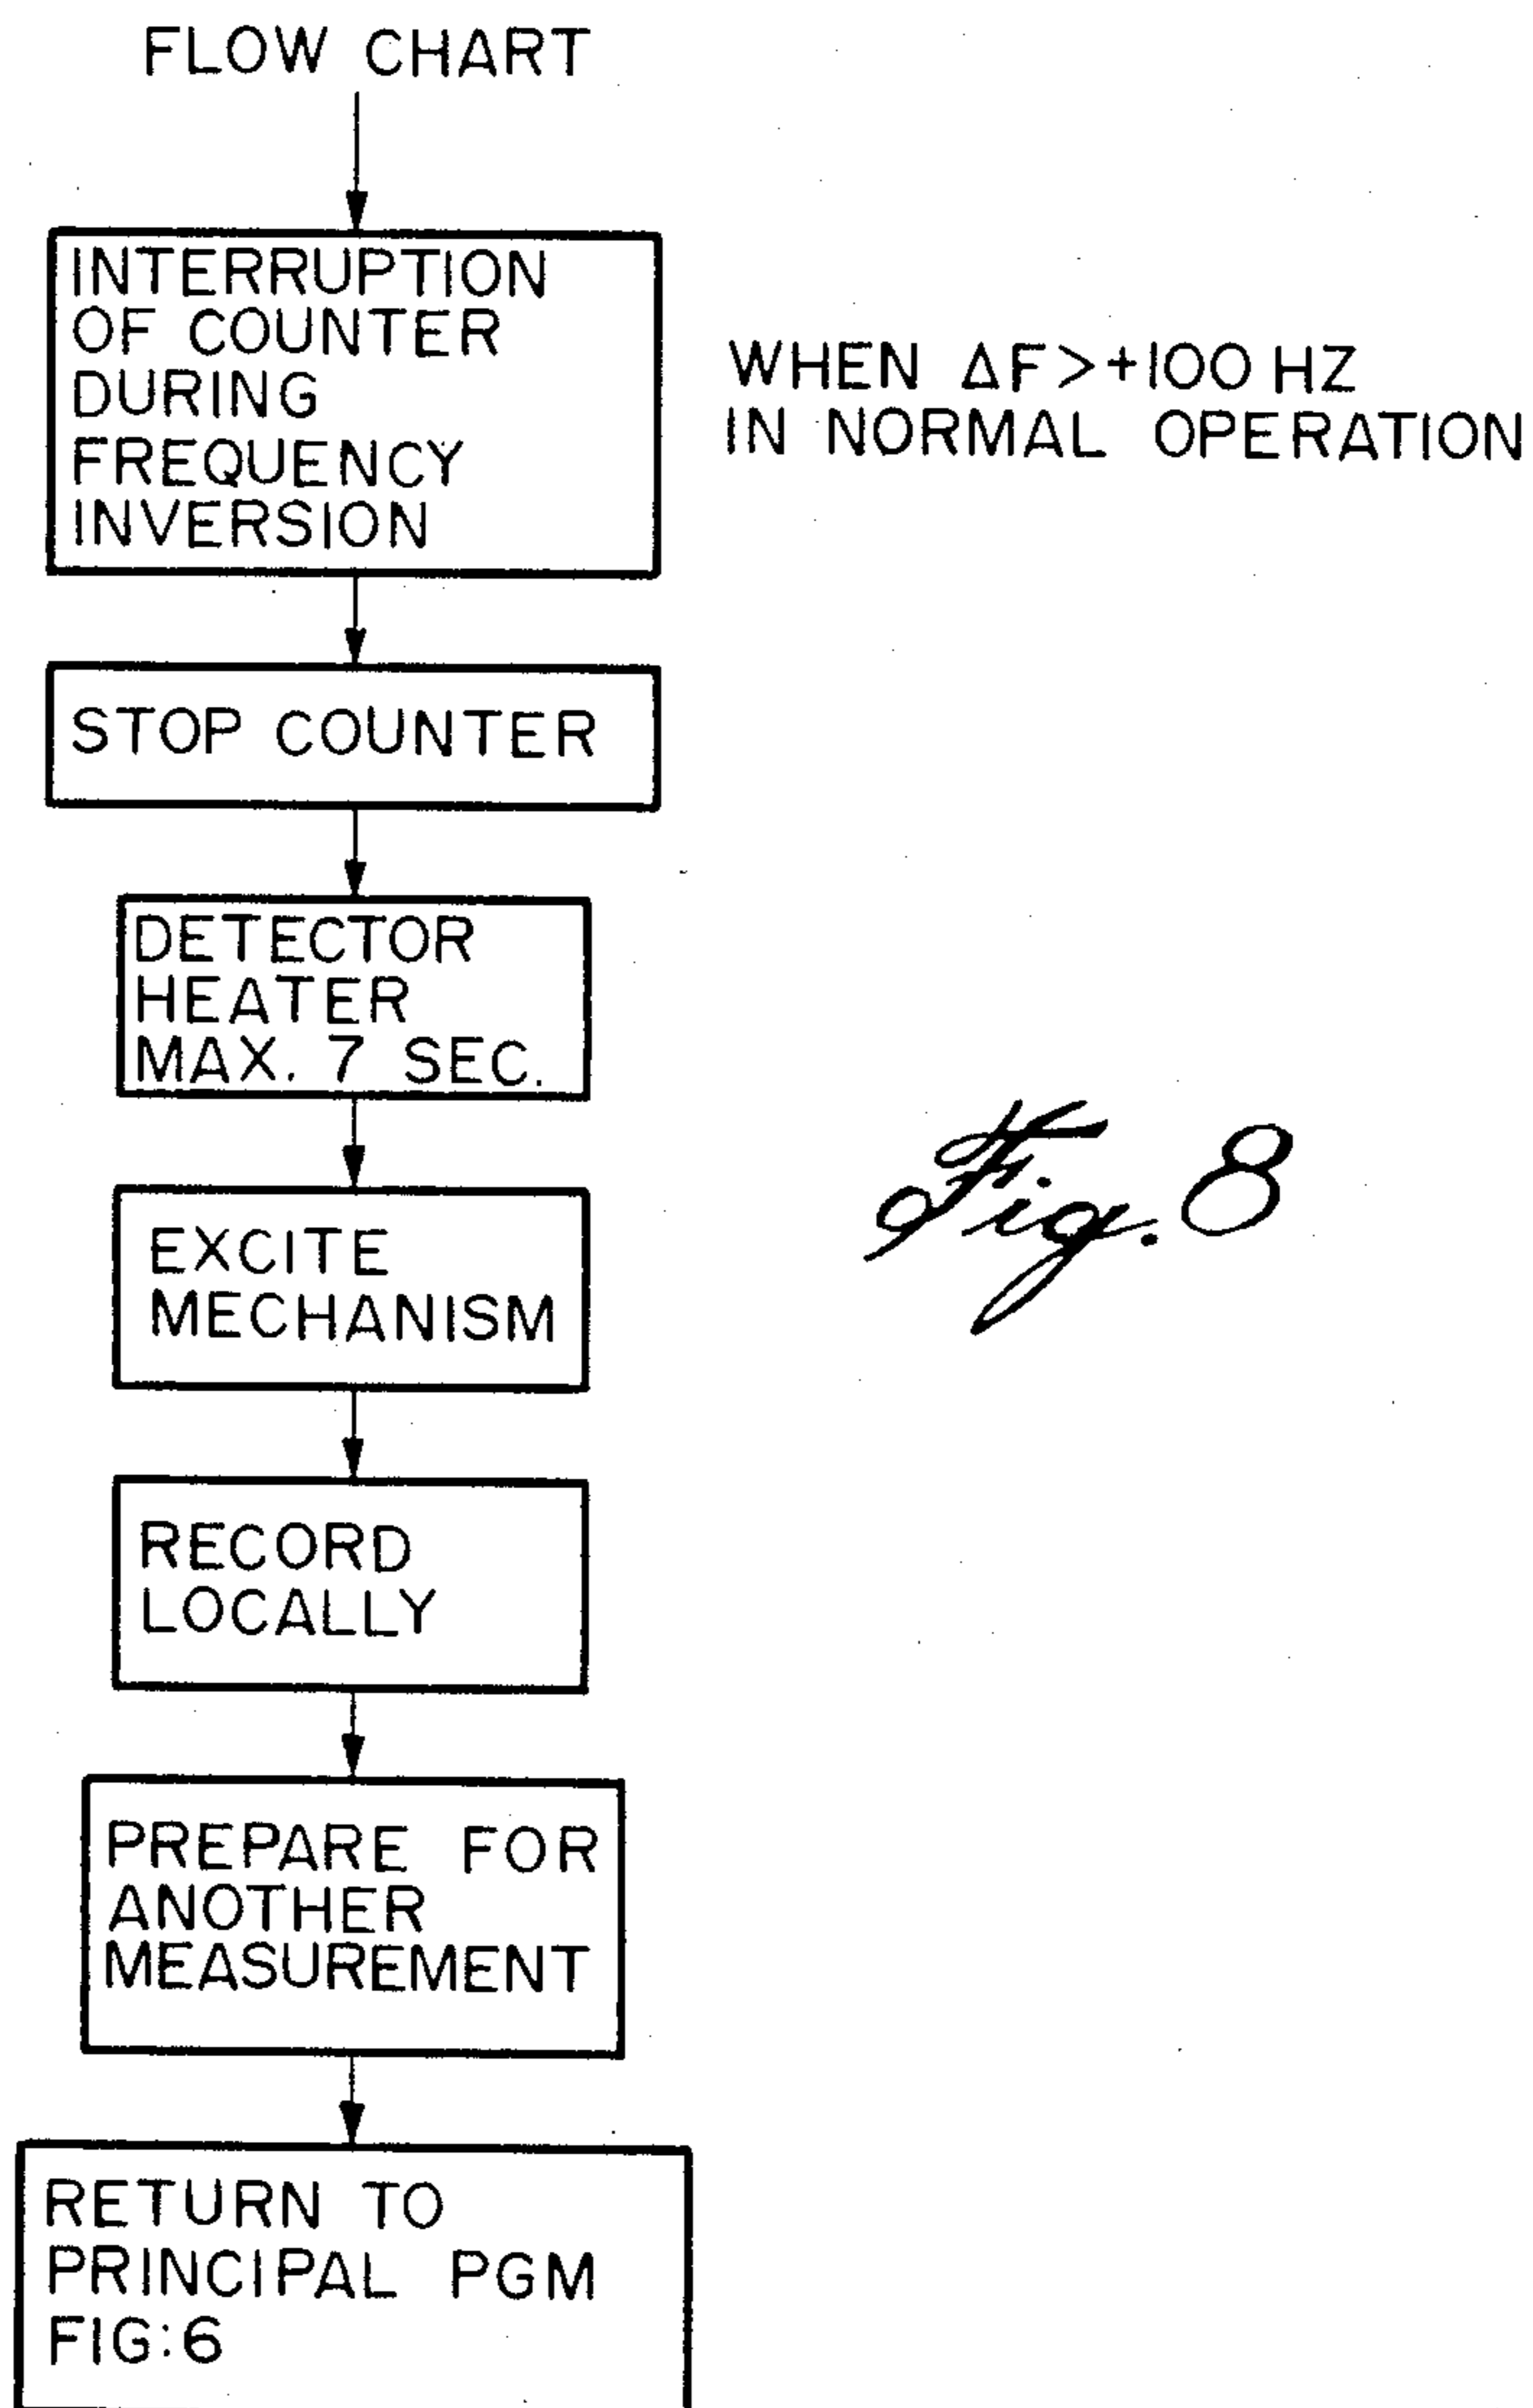 FLOW CHART
INTERRUPTION
OF COUNTER
DURING
FREQUENCY
INVERSION
WHEN ΔF>+100 HZ
IN NORMAL OPERATION
STOP COUNTER
DETECTOR
HEATER
MAX. 7 SEC.
EXCITE
MECHANISM
Fig. 8
RECORD
LOCALLY
PREPARE FOR
ANOTHER
MEASUREMENT
RETURN TO
PRINCIPAL PGM
FIG:6